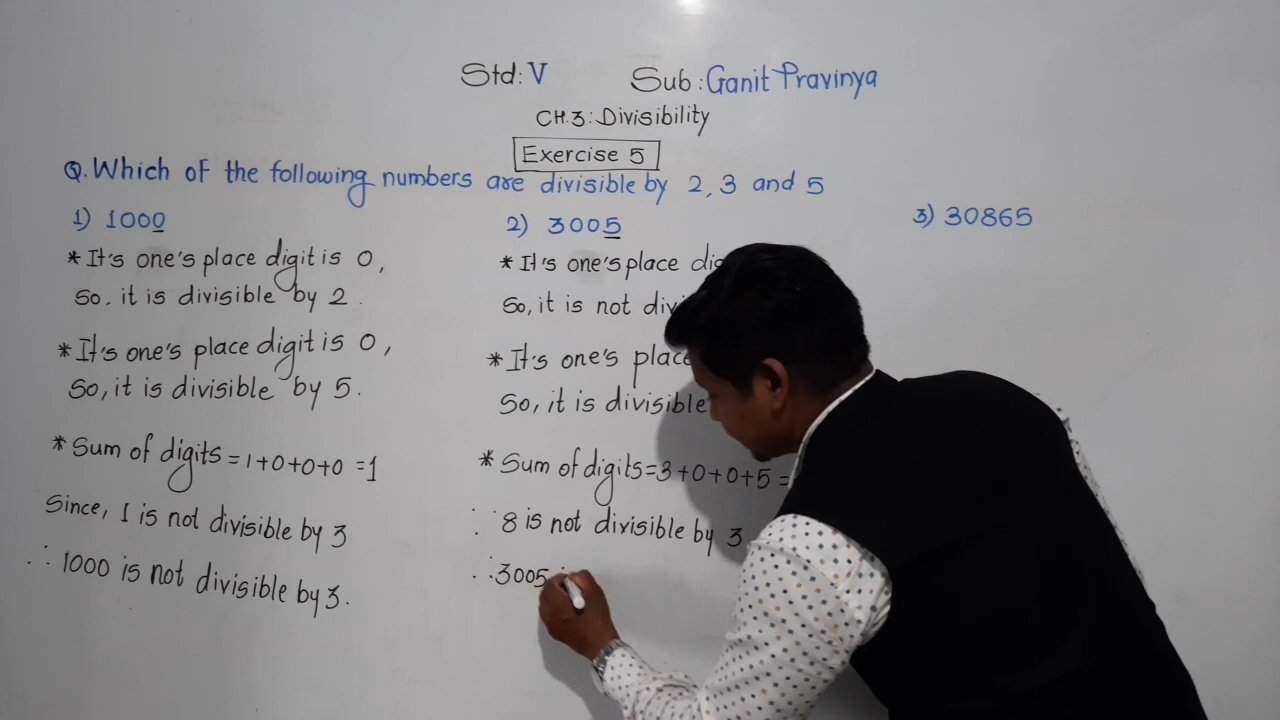 Std: V Sub: Ganit Pravinya
CH.3: Divisibility
Exercise 5
Q. Which of the following numbers are divisible by 2, 3 and 5
1) 1000
* It's one's place digit is 0,
So, it is divisible by 2.
* It's one's place digit is 0,
So, it is divisible by 5.
* Sum of digits = 1+0+0+0 = 1
Since, 1 is not divisible by 3
∴ 1000 is not divisible by 3.
2) 3005
* It's one's place
So, it is not
* It's one's place
So, it is divisible
* Sum of digits = 3+0+0+5 =
∵ 8 is not divisible by 3
∴ 3005
3) 30865